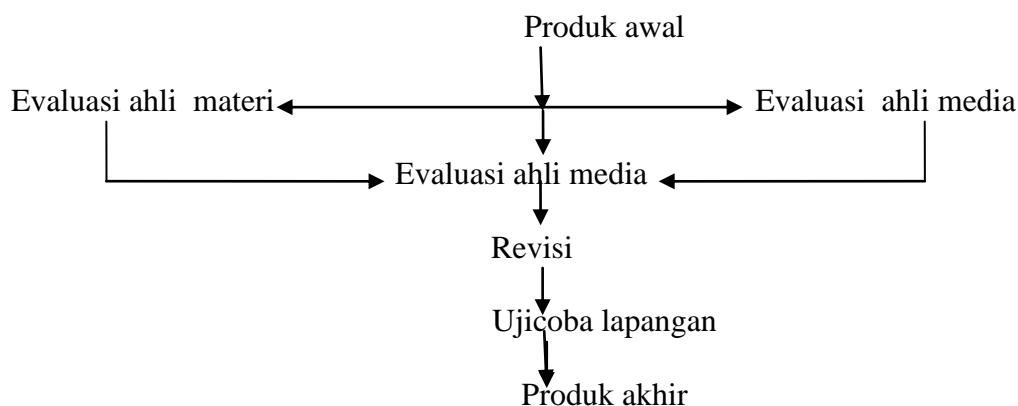 Produk awal
Evaluasi ahli materi
Evaluasi ahli media
Evaluasi ahli media
Revisi
Ujicoba lapangan
Produk akhir